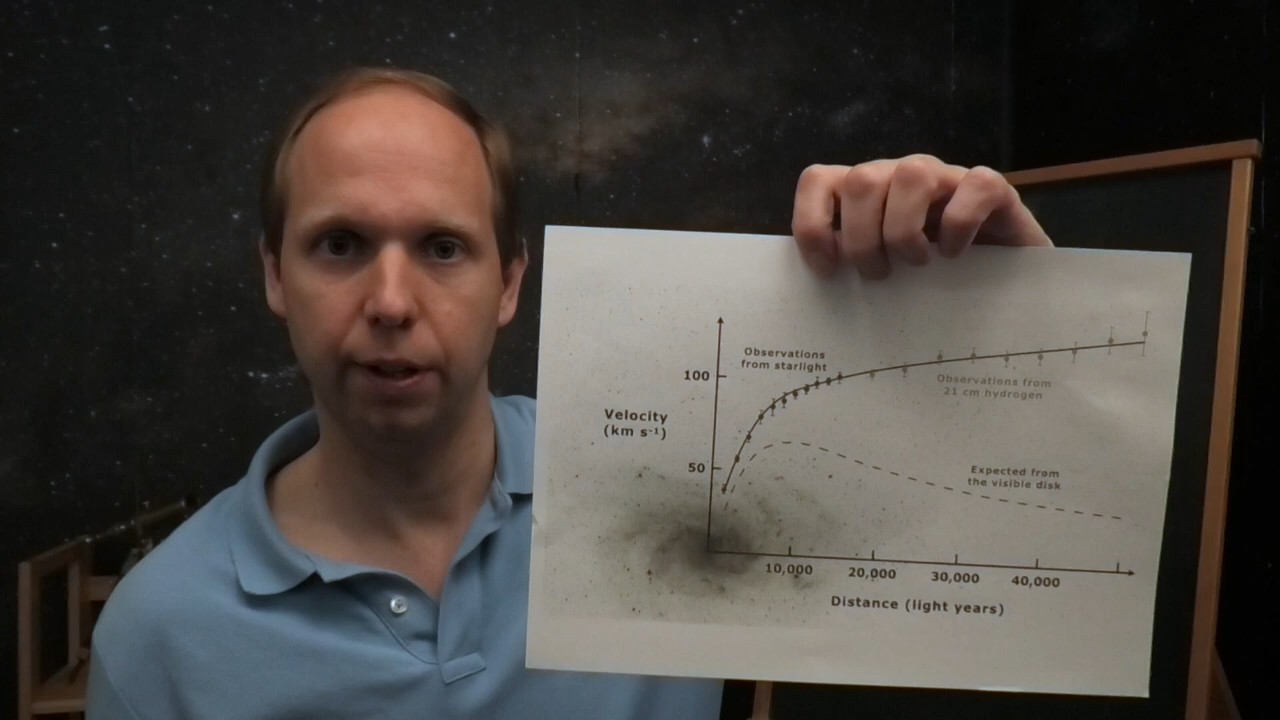 Observations
from starlight
100
Observations from
21 cm hydrogen
Velocity
(km s⁻¹)
50
Expected from
the visible disk
10,000
20,000
30,000
40,000
Distance (light years)